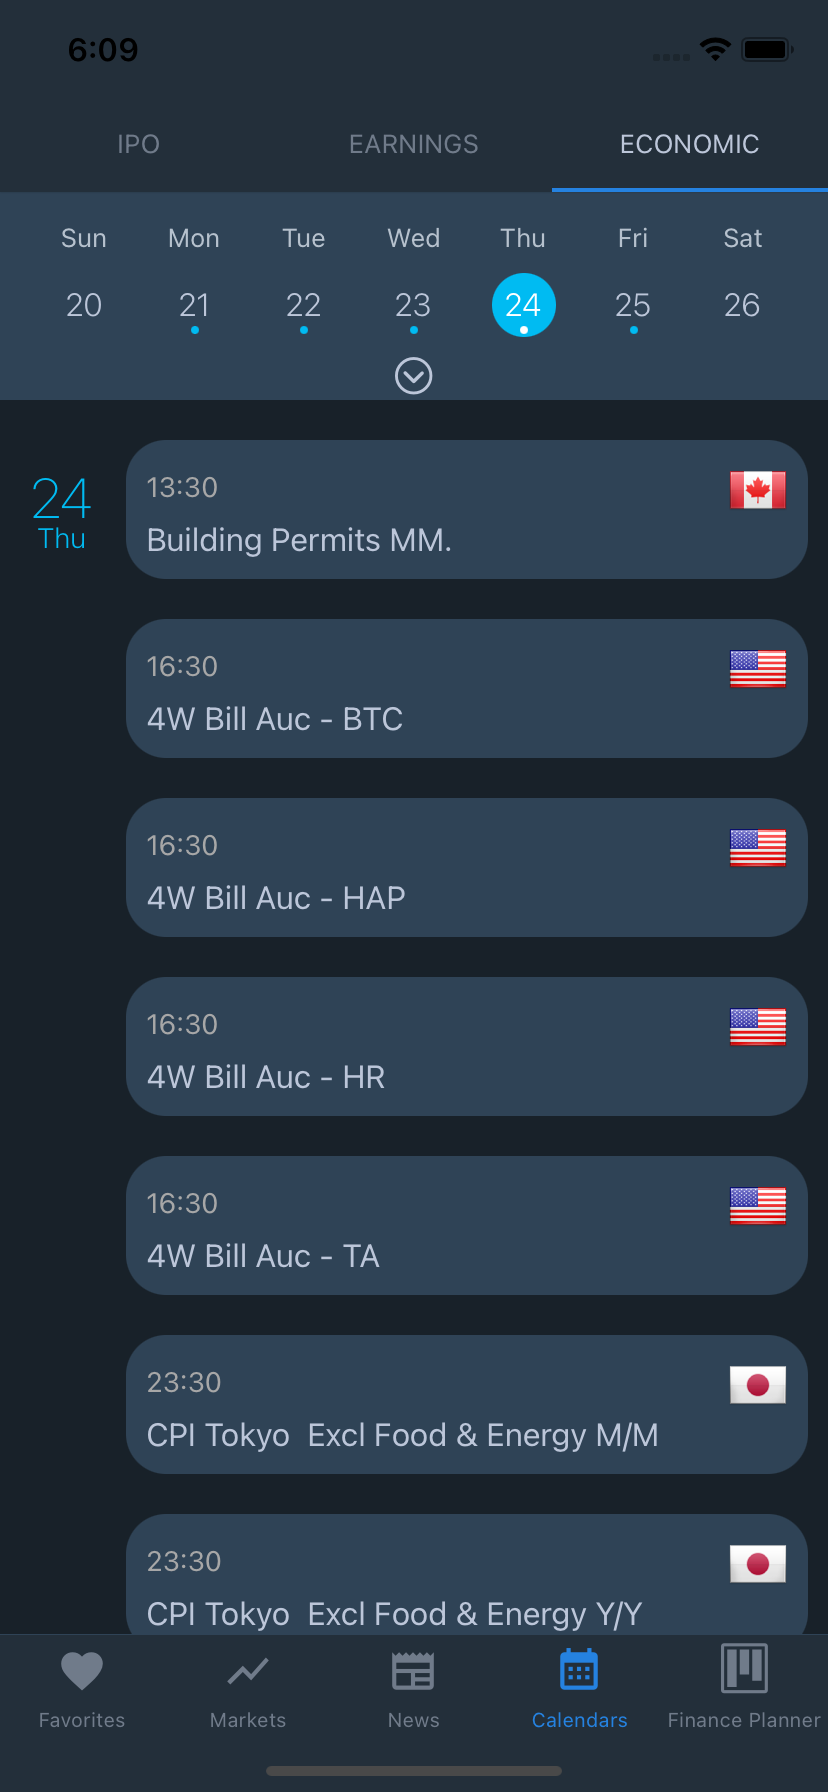 6:09
IPO EARNINGS ECONOMIC
Sun Mon Tue Wed Thu Fri Sat
20 21 22 23 24 25 26
24
Thu
13:30
Building Permits MM.
16:30
4W Bill Auc - BTC
16:30
4W Bill Auc - HAP
16:30
4W Bill Auc - HR
16:30
4W Bill Auc - TA
23:30
CPI Tokyo  Excl Food & Energy M/M
23:30
CPI Tokyo  Excl Food & Energy Y/Y
Favorites Markets News Calendars Finance Planner